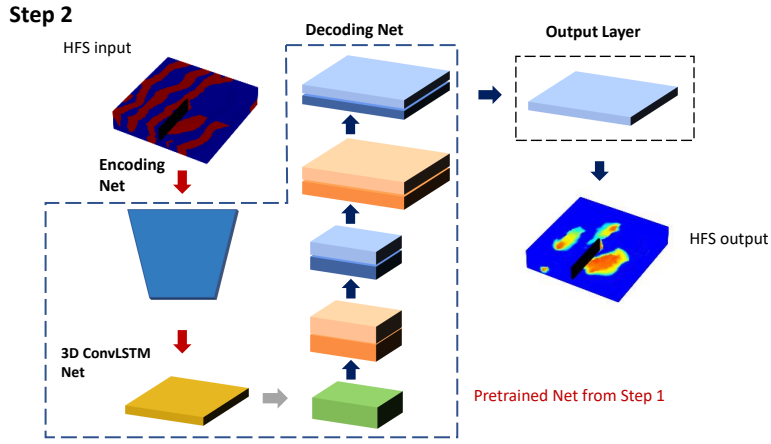 Step 2
HFS input
Decoding Net
Output Layer
Encoding
Net
HFS output
3D ConvLSTM
Net
Pretrained Net from Step 1